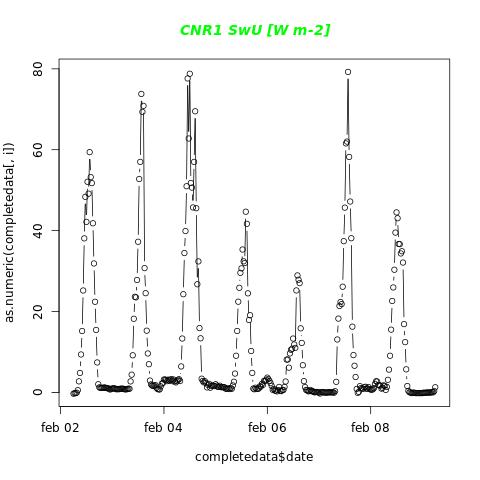 CNR1 SwU [W m-2]
as.numeric(completedata[, i])
80
60
40
20
0
feb 02
feb 04
feb 06
feb 08
completedata$date